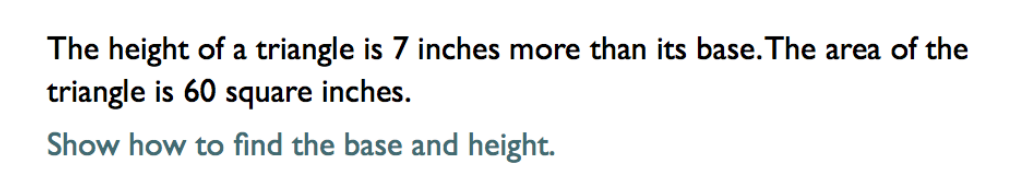 The height of a triangle is 7 inches more than its base. The area of the
triangle is 60 square inches.
Show how to find the base and height.